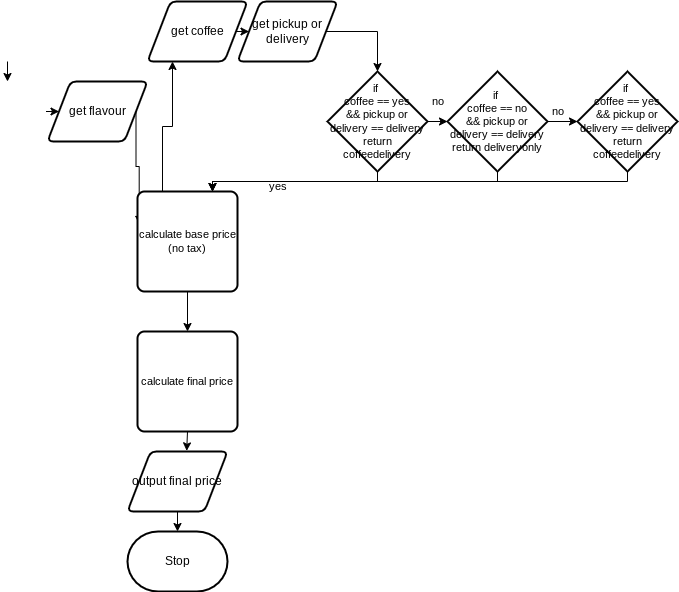 get coffee
get pickup or
delivery
get flavour
if
coffee == yes
&& pickup or
delivery == delivery
return
coffeedelivery
no
if
coffee == no
&& pickup or
delivery == delivery
return deliveryonly
no
if
coffee == yes
&& pickup or
delivery == delivery
return
coffeedelivery
yes
calculate base price
(no tax)
calculate final price
output final price
Stop